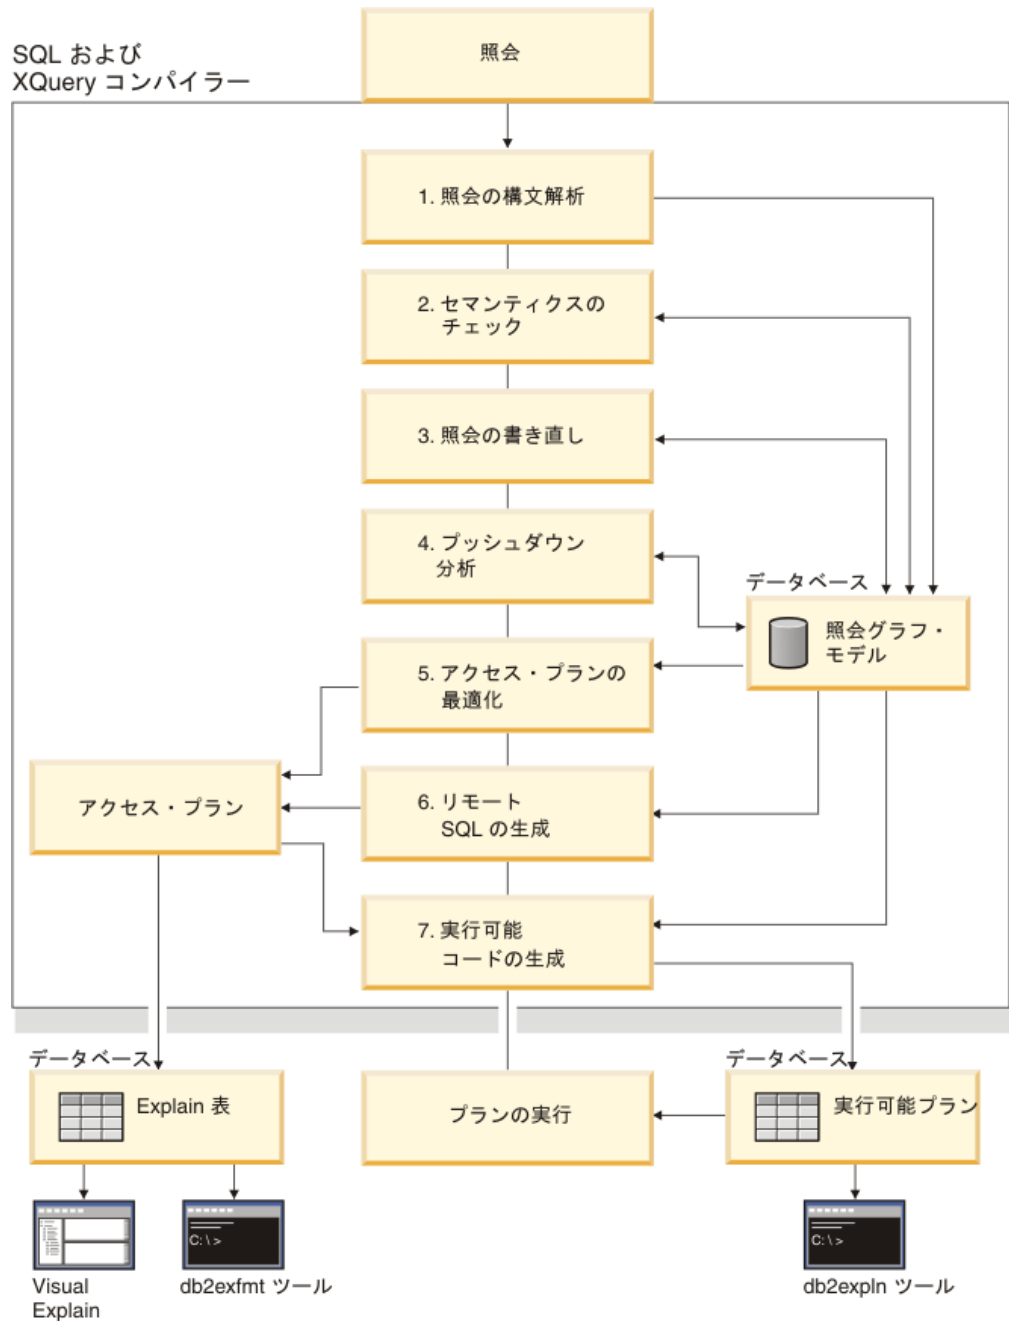 照会
SQL および
XQuery コンパイラー
1. 照会の構文解析
2. セマンティクスの
チェック
3. 照会の書き直し
4. プッシュダウン
分析
データベース
照会グラフ・
モデル
5. アクセス・プランの
最適化
アクセス・プラン
6. リモート
SQL の生成
7. 実行可能
コードの生成
データベース
Explain 表
プランの実行
データベース
実行可能プラン
C:\>
C:\>
Visual
Explain
db2exfmt ツール
db2expln ツール